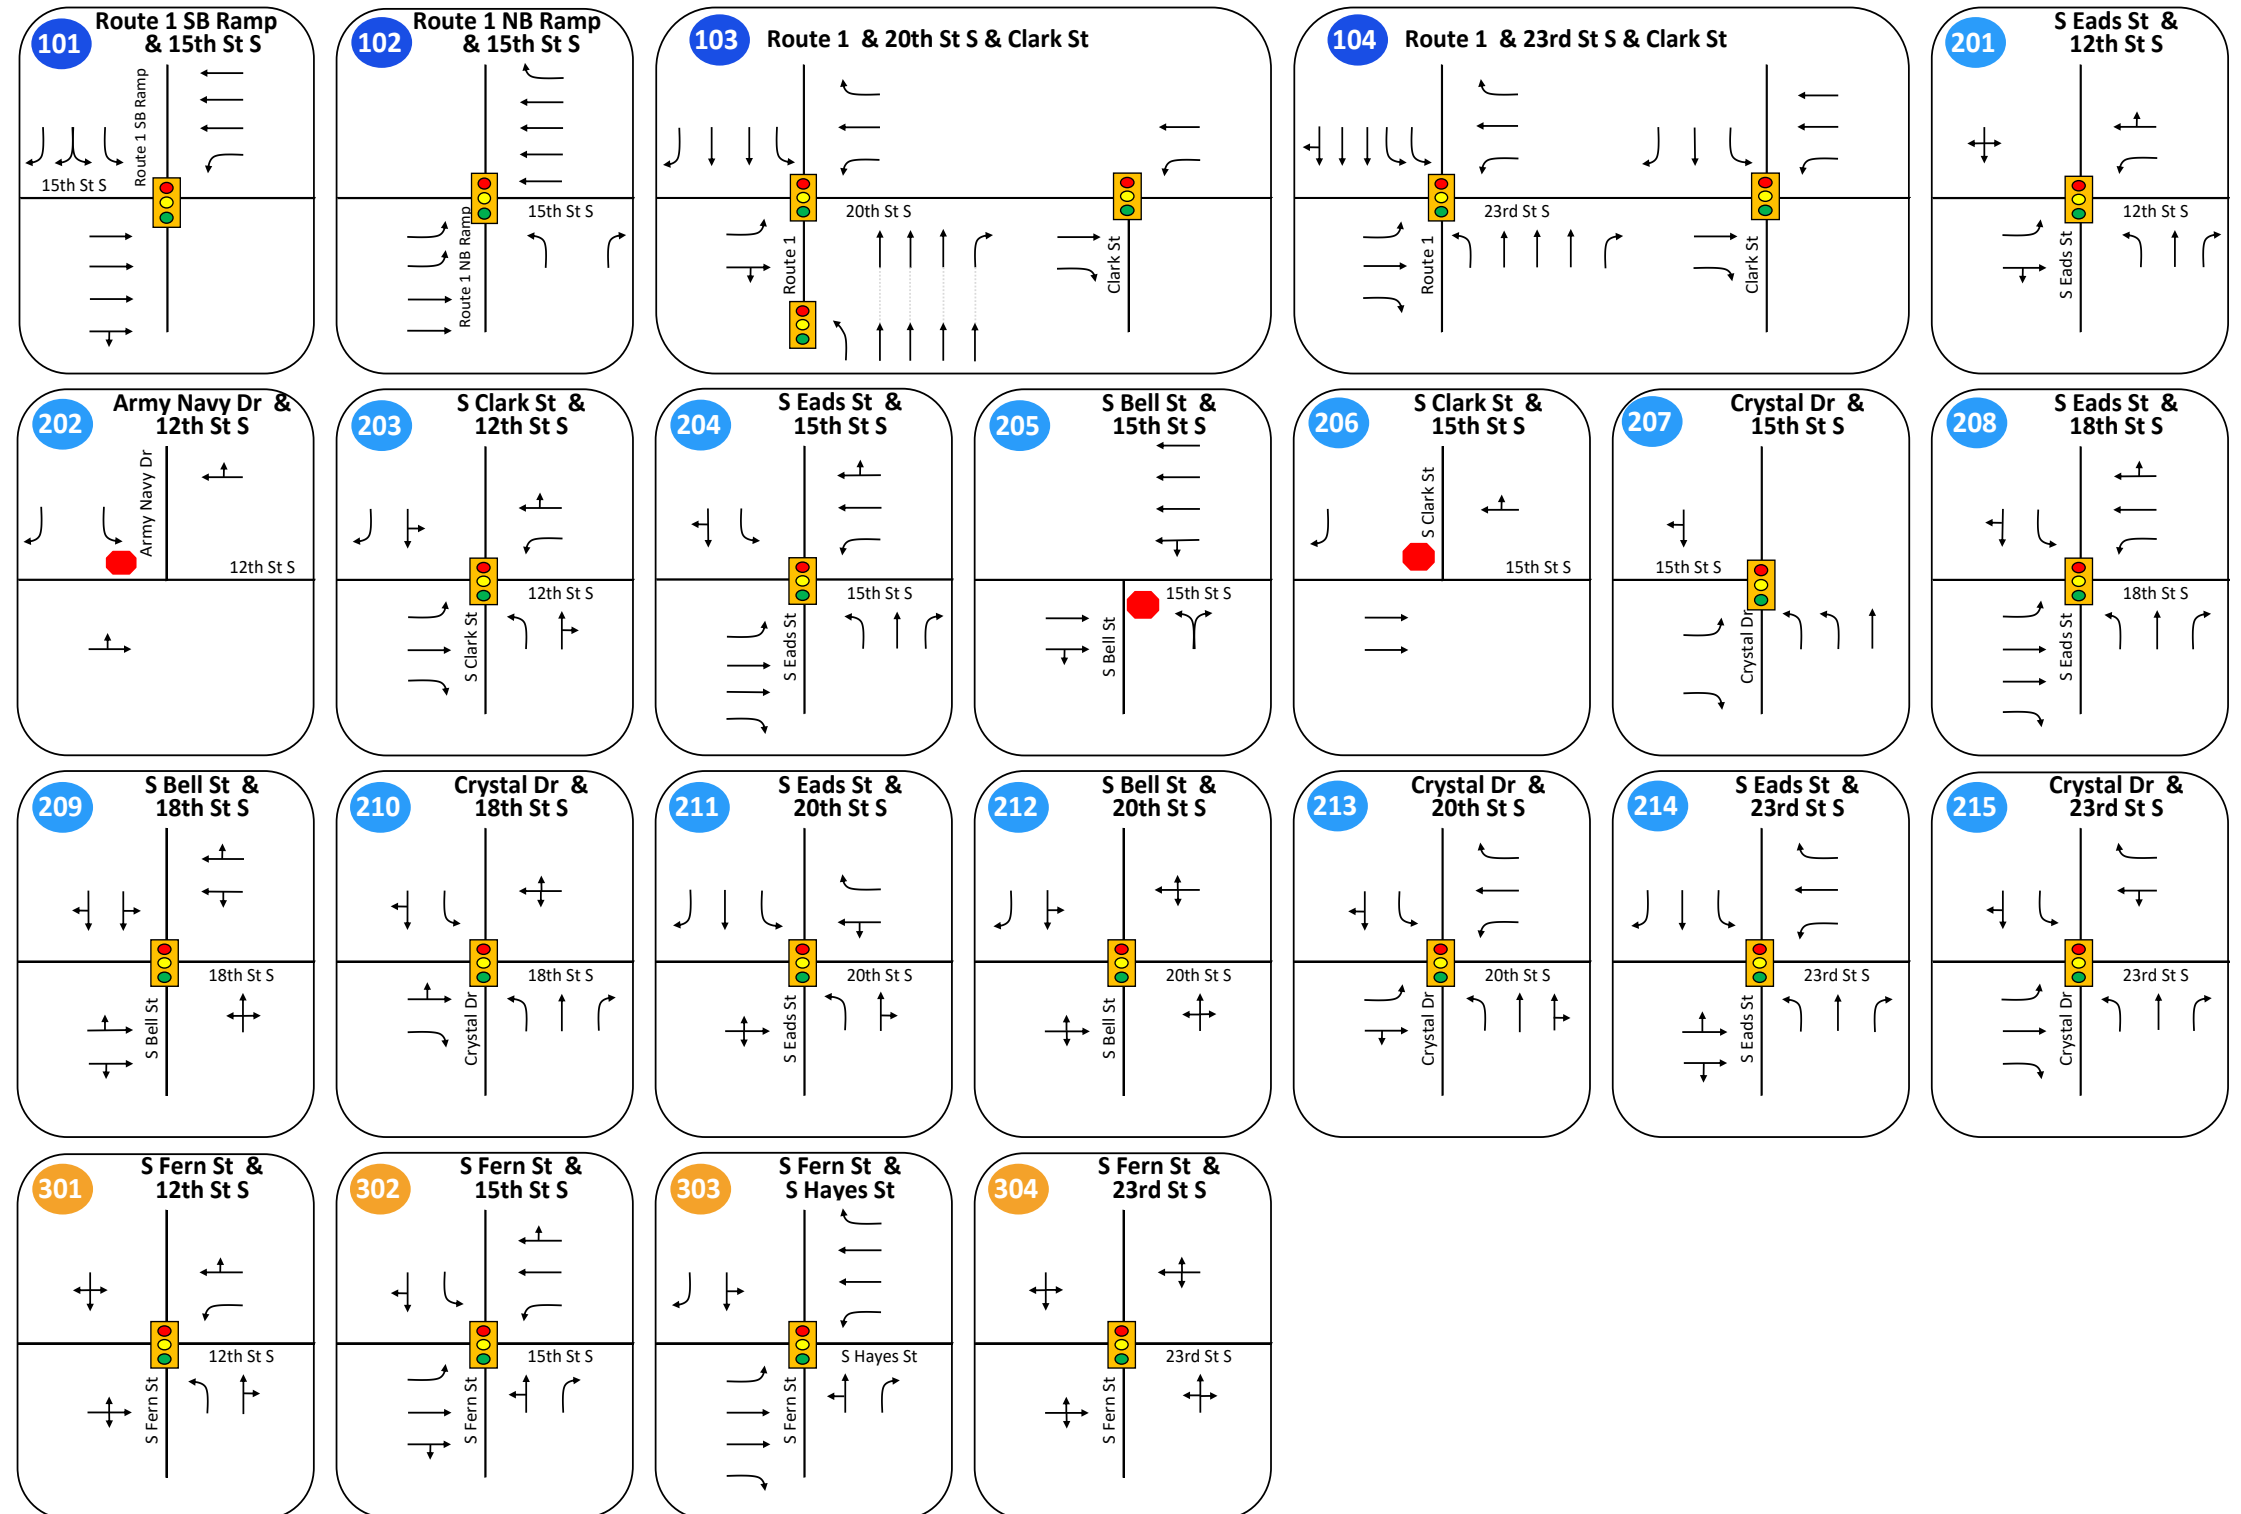 101
Route 1 SB Ramp
& 15th St S
Route 1 SB Ramp
15th St S
102
Route 1 NB Ramp
& 15th St S
Route 1 NB Ramp
15th St S
103
Route 1 & 20th St S & Clark St
20th St S
Route 1
Clark St
104
Route 1 & 23rd St S & Clark St
23rd St S
Route 1
Clark St
201
S Eads St &
12th St S
12th St S
S Eads St
202
Army Navy Dr &
12th St S
Army Navy Dr
12th St S
203
S Clark St &
12th St S
12th St S
S Clark St
204
S Eads St &
15th St S
15th St S
S Eads St
205
S Bell St &
15th St S
15th St S
S Bell St
206
S Clark St &
15th St S
S Clark St
15th St S
207
Crystal Dr &
15th St S
15th St S
Crystal Dr
208
S Eads St &
18th St S
18th St S
S Eads St
209
S Bell St &
18th St S
18th St S
S Bell St
210
Crystal Dr &
18th St S
18th St S
Crystal Dr
211
S Eads St &
20th St S
20th St S
S Eads St
212
S Bell St &
20th St S
20th St S
S Bell St
213
Crystal Dr &
20th St S
20th St S
Crystal Dr
214
S Eads St &
23rd St S
23rd St S
S Eads St
215
Crystal Dr &
23rd St S
23rd St S
Crystal Dr
301
S Fern St &
12th St S
12th St S
S Fern St
302
S Fern St &
15th St S
15th St S
S Fern St
303
S Fern St &
S Hayes St
S Hayes St
S Fern St
304
S Fern St &
23rd St S
23rd St S
S Fern St